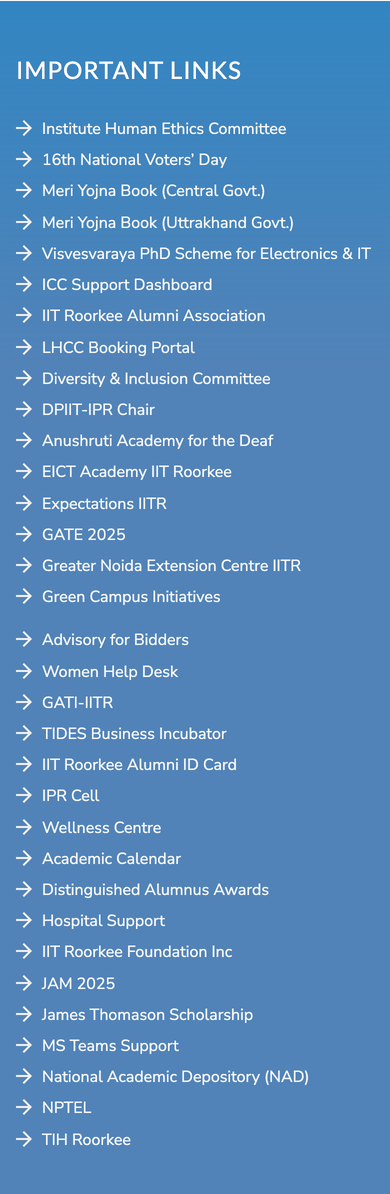 IMPORTANT LINKS
Institute Human Ethics Committee
16th National Voters' Day
Meri Yojna Book (Central Govt.)
Meri Yojna Book (Uttrakhand Govt.)
Visvesvaraya PhD Scheme for Electronics & IT
ICC Support Dashboard
IIT Roorkee Alumni Association
LHCC Booking Portal
Diversity & Inclusion Committee
DPIIT-IPR Chair
Anushruti Academy for the Deaf
EICT Academy IIT Roorkee
Expectations IITR
GATE 2025
Greater Noida Extension Centre IITR
Green Campus Initiatives
Advisory for Bidders
Women Help Desk
GATI-IITR
TIDES Business Incubator
IIT Roorkee Alumni ID Card
IPR Cell
Wellness Centre
Academic Calendar
Distinguished Alumnus Awards
Hospital Support
IIT Roorkee Foundation Inc
JAM 2025
James Thomason Scholarship
MS Teams Support
National Academic Depository (NAD)
NPTEL
TIH Roorkee